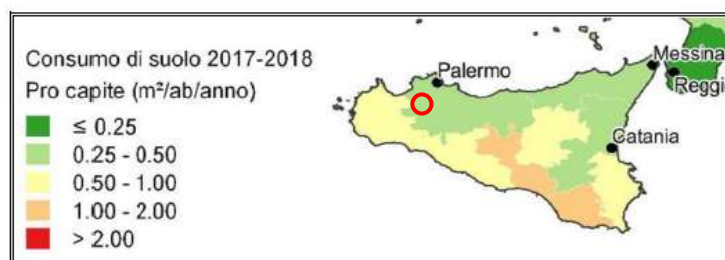 Consumo di suolo 2017-2018
Pro capite (m²/ab/anno)
≤ 0.25
0.25 - 0.50
0.50 - 1.00
1.00 - 2.00
> 2.00
Palermo
Messina
Reggi
Catania